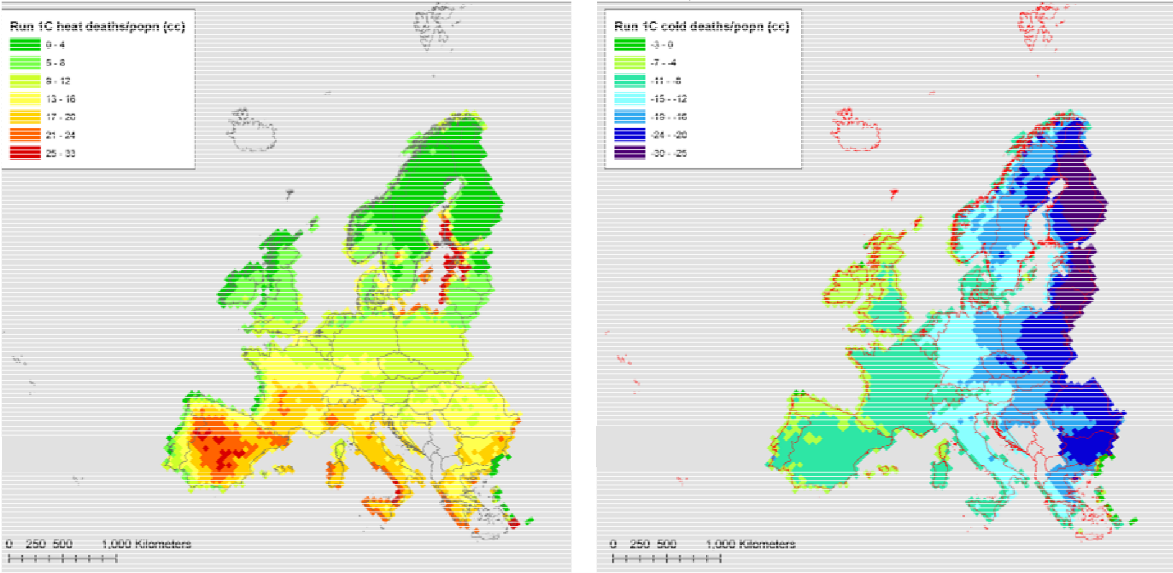 Run 1C heat deaths/popn (cc)
0 - 4
5 - 8
9 - 12
13 - 16
17 - 20
21 - 24
25 - 33
0 250 500 1,000 Kilometers
Run 1C cold deaths/popn (cc)
-3 - 0
-7 - -4
-11 - -8
-15 - -12
-19 - -16
-24 - -20
-30 - -25
0 250 500 1,000 Kilometers